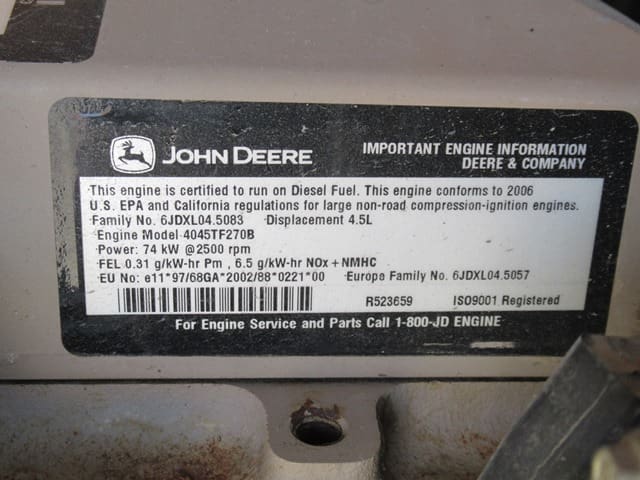 JOHN DEERE
IMPORTANT ENGINE INFORMATION
DEERE & COMPANY
This engine is certified to run on Diesel Fuel. This engine conforms to 2006
U.S. EPA and California regulations for large non-road compression-ignition engines.
Family No. 6JDXL04.5083 Displacement 4.5L
Engine Model 4045TF270B
Power: 74 kW @2500 rpm
FEL 0.31 g/kW-hr Pm , 6.5 g/kW-hr NOx + NMHC
EU No: e11*97/68GA*2002/88*0221*00 Europa Family No. 6JDXL04.5057
R523659 ISO9001 Registered
For Engine Service and Parts Call 1-800-JD ENGINE